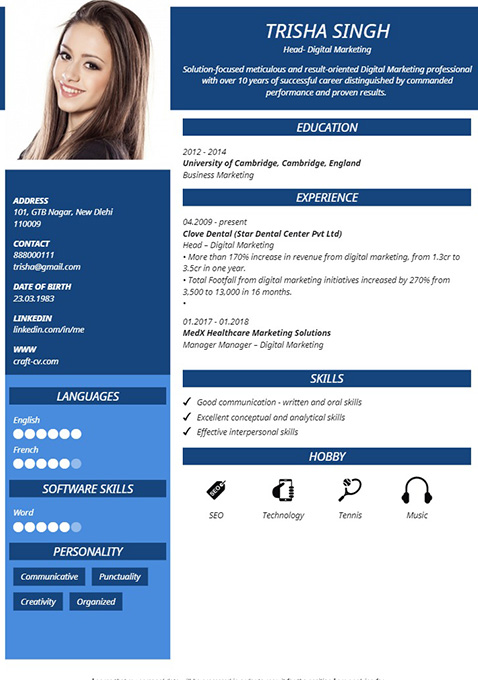 TRISHA SINGH
Head- Digital Marketing
Solution-focused meticulous and result-oriented Digital Marketing professional
with over 10 years of successful career distinguished by commanded
performance and proven results.
ADDRESS
101, GTB Nagar, New Dlehi
110009
CONTACT
888000111
trisha@gmail.com
DATE OF BIRTH
23.03.1983
LINKEDIN
linkedin.com/in/me
WWW
craft-cv.com
LANGUAGES
English
French
SOFTWARE SKILLS
Word
PERSONALITY
Communicative Punctuality
Creativity Organized
EDUCATION
2012 - 2014
University of Cambridge, Cambridge, England
Business Marketing
EXPERIENCE
04.2009 - present
Clove Dental (Star Dental Center Pvt Ltd)
Head – Digital Marketing
• More than 170% increase in revenue from digital marketing, from 1.3cr to
3.5cr in one year.
• Total Footfall from digital marketing initiatives increased by 270% from
3,500 to 13,000 in 16 months.
•
01.2017 - 01.2018
MedX Healthcare Marketing Solutions
Manager Manager – Digital Marketing
SKILLS
✔ Good communication - written and oral skills
✔ Excellent conceptual and analytical skills
✔ Effective interpersonal skills
HOBBY
SEO
SEO Technology Tennis Music